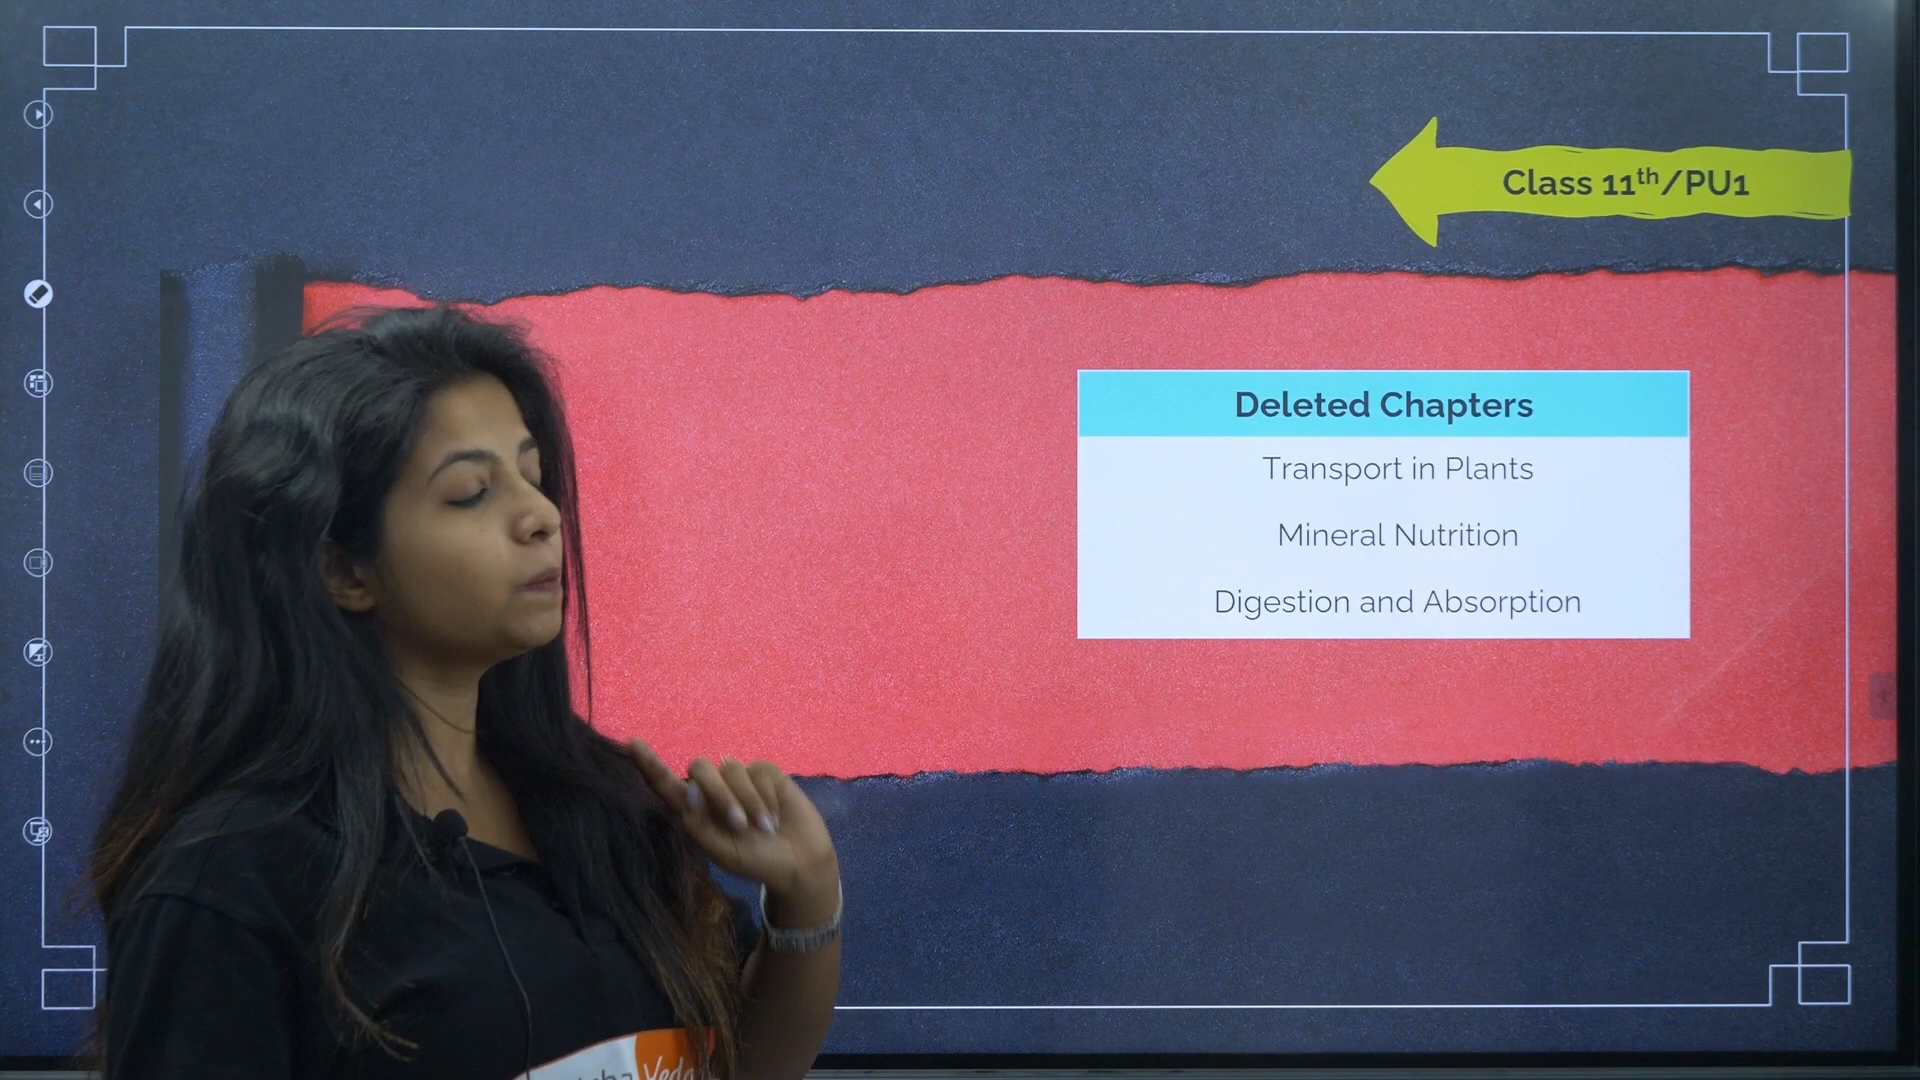 Class 11th/PU1
Deleted Chapters
Transport in Plants
Mineral Nutrition
Digestion and Absorption